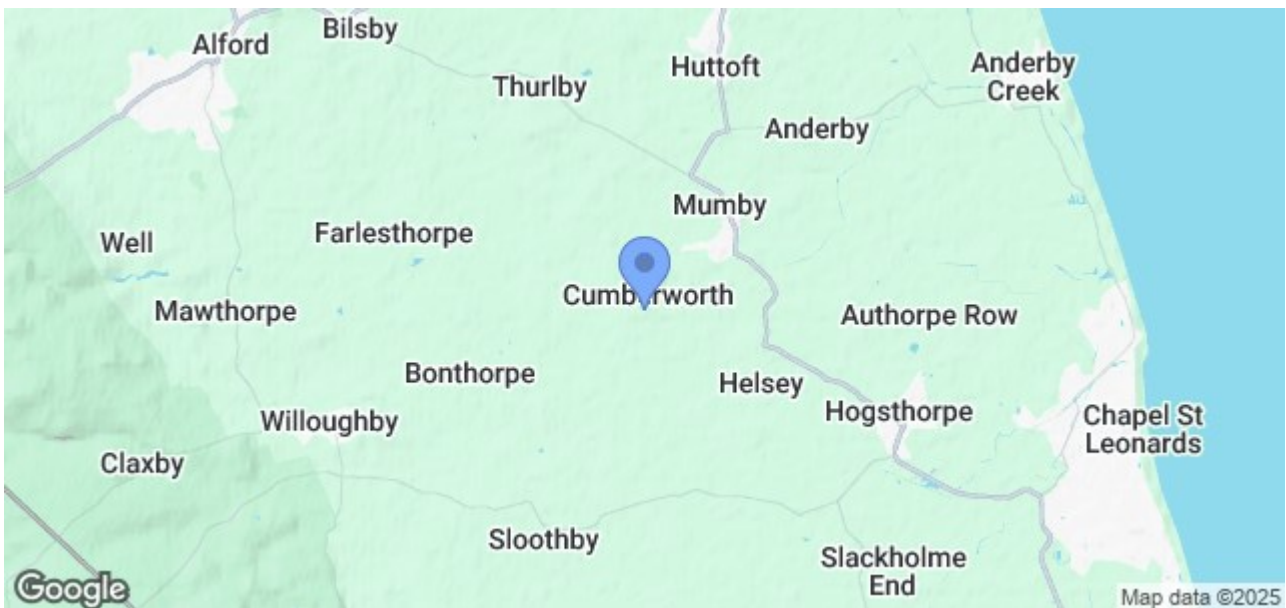 Bilsby
Alford
Huttoft
Anderby
Creek
Thurlby
Anderby
Mumby
Farlesthorpe
Well
Cumberworth
Mawthorpe
Authorpe Row
Bonthorpe
Helsey
Hogsthorpe
Willoughby
Chapel St
Leonards
Claxby
Sloothby
Slackholme
End
Google
Map data ©2025